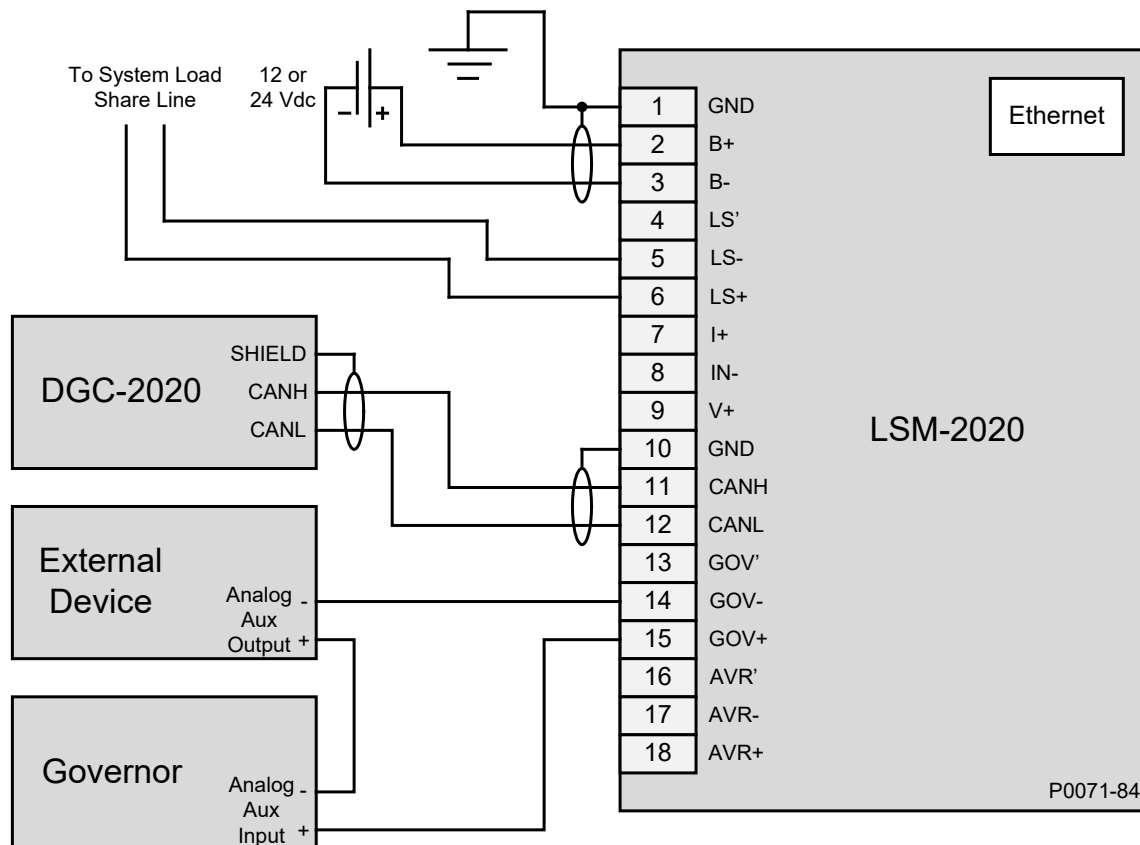 To System Load
Share Line
12 or
24 Vdc
− +
Ethernet
1 GND
2 B+
3 B-
4 LS’
5 LS-
6 LS+
7 I+
8 IN-
9 V+
10 GND
11 CANH
12 CANL
13 GOV’
14 GOV-
15 GOV+
16 AVR’
17 AVR-
18 AVR+
LSM-2020
P0071-84
DGC-2020
SHIELD
CANH
CANL
External
Device
Analog -
Aux
Output +
Governor
Analog -
Aux
Input +